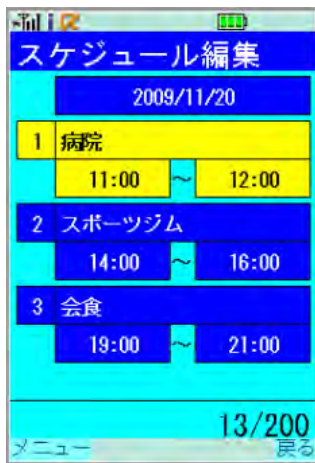 スケジュール編集
2009/11/20
1 病院
11:00 ～ 12:00
2 スポーツジム
14:00 ～ 16:00
3 会食
19:00 ～ 21:00
13/200
メニュー 戻る